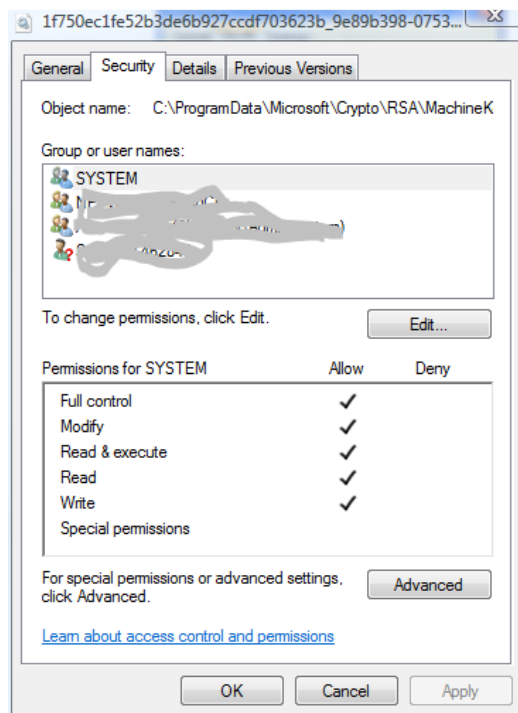 1f750ec1fe52b3de6b927ccdf703623b_9e89b398-0753...
General Security Details Previous Versions
Object name: C:\ProgramData\Microsoft\Crypto\RSA\MachineK
Group or user names:
SYSTEM
To change permissions, click Edit.
Edit...
Permissions for SYSTEM Allow Deny
Full control
Modify
Read & execute
Read
Write
Special permissions
For special permissions or advanced settings,
click Advanced.
Advanced
Learn about access control and permissions
OK Cancel Apply